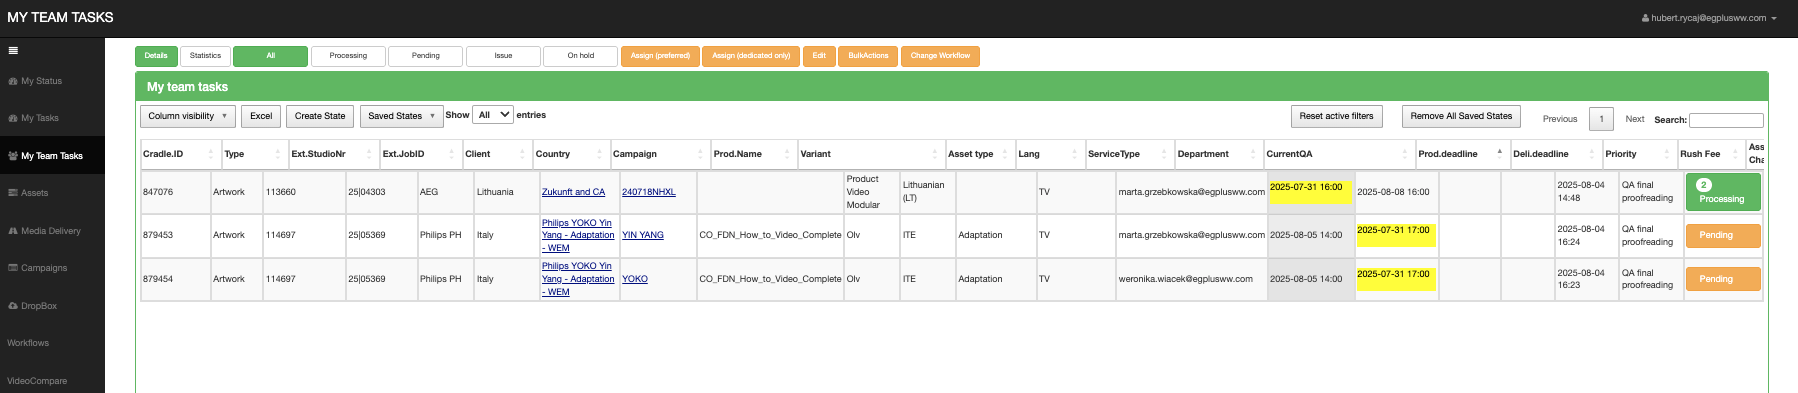 MY TEAM TASKS
hubert.rycaj@egplusww.com
My Status
My Tasks
My Team Tasks
Assets
Media Delivery
Campaigns
DropBox
Workflows
VideoCompare
Details Statistics All Processing Pending Issue On hold Assign (preferred) Assign (dedicated only) Edit BulkActions Change Workflow
My team tasks
Column visibility Excel Create State Saved States Show All entries Reset active filters Remove All Saved States Previous 1 Next Search:
Cradle.ID Type Ext.StudioNr Ext.JobID Client Country Campaign Prod.Name Variant Asset type Lang ServiceType Department CurrentQA Prod.deadline Deli.deadline Priority Rush Fee Ass
Cha
847076 Artwork 113660 25|04303 AEG Lithuania Zukunft and CA 240718NHXL Product
Video
Modular Lithuanian
(LT) TV marta.grzebkowska@egplusww.com 2025-07-31 16:00 2025-08-08 16:00 2025-08-04
14:48 QA final
proofreading 2
Processing
879453 Artwork 114697 25|05369 Philips PH Italy Philips YOKO Yin
Yang - Adaptation
- WEM YIN YANG CO_FDN_How_to_Video_Complete Olv ITE Adaptation TV marta.grzebkowska@egplusww.com 2025-08-05 14:00 2025-07-31 17:00 2025-08-04
16:24 QA final
proofreading Pending
879454 Artwork 114697 25|05369 Philips PH Italy Philips YOKO Yin
Yang - Adaptation
- WEM YOKO CO_FDN_How_to_Video_Complete Olv ITE Adaptation TV weronika.wiacek@egplusww.com 2025-08-05 14:00 2025-07-31 17:00 2025-08-04
16:23 QA final
proofreading Pending